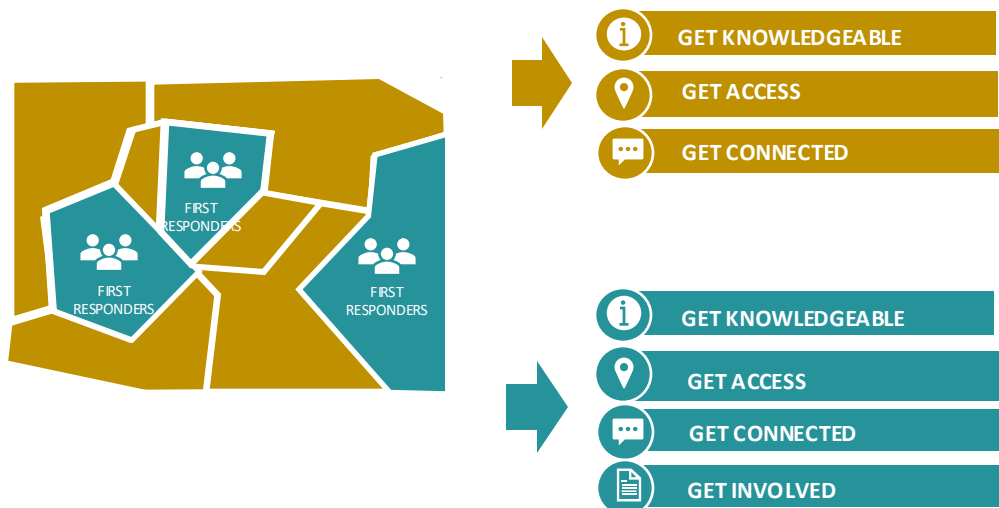 FIRST
RESPONDERS
FIRST
RESPONDERS
FIRST
RESPONDERS
GET KNOWLEDGEABLE
GET ACCESS
GET CONNECTED
GET KNOWLEDGEABLE
GET ACCESS
GET CONNECTED
GET INVOLVED